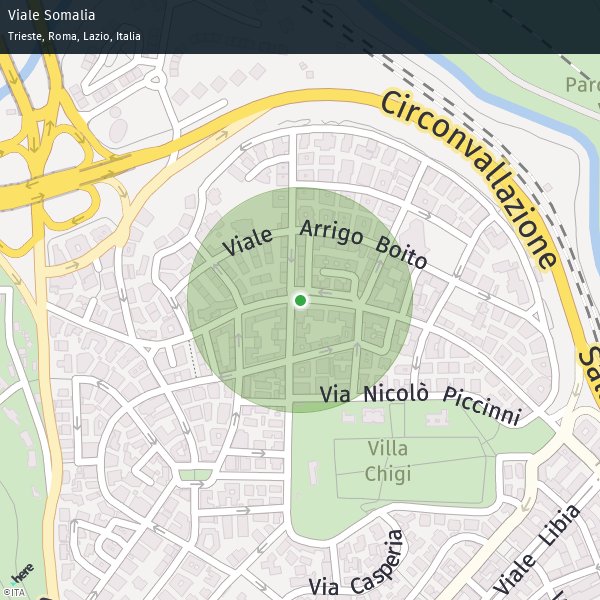 Viale Somalia
Trieste, Roma, Lazio, Italia
Parc
Circonvallazione
Viale Arrigo Boito
Sal
Via Nicolò Piccinni
Villa
Chigi
Viale Libia
Via Casperia
here
©ITA